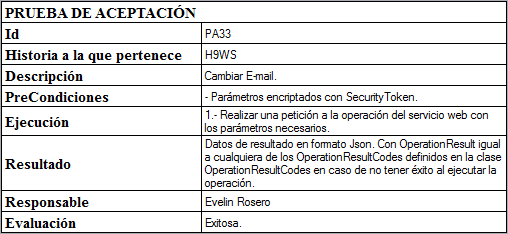 PRUEBA DE ACEPTACIÓN
Id PA33
Historia a la que pertenece H9WS
Descripción Cambiar E-mail.
PreCondiciones - Parámetros encriptados con SecurityToken.
Ejecución 1.- Realizar una petición a la operación del servicio web con
los parámetros necesarios.
Resultado Datos de resultado en formato Json. Con OperationResult igual
a cualquiera de los OperationResultCodes definidos en la clase
OperationResultCodes en caso de no tener éxito al ejecutar la
operación.
Responsable Evelin Rosero
Evaluación Exitosa.